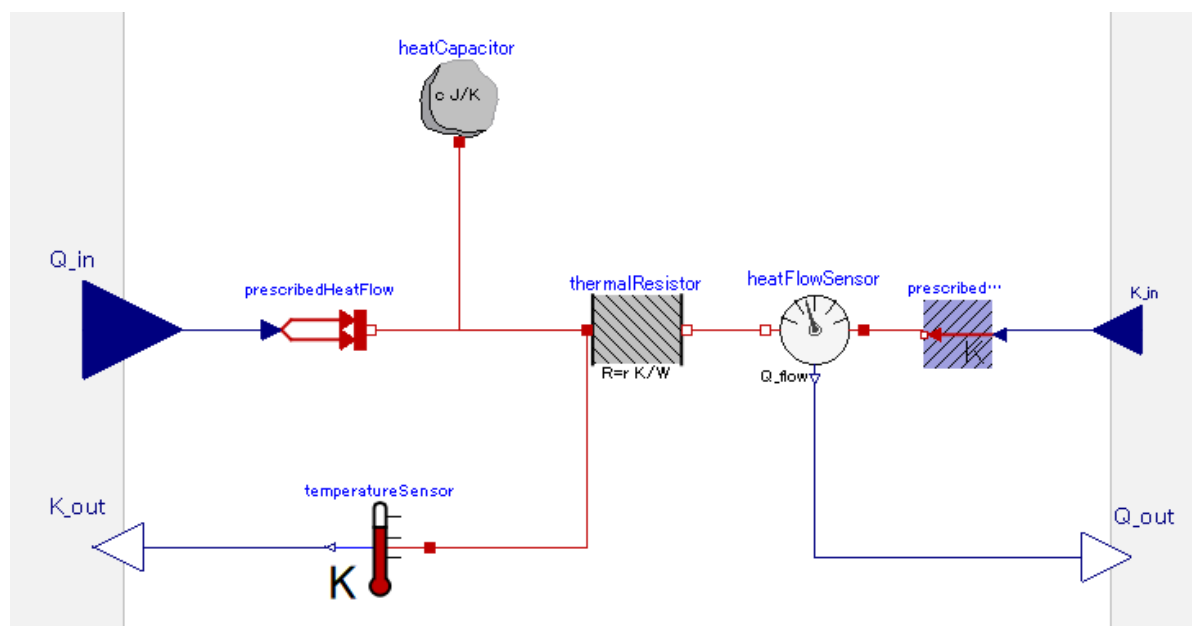 heatCapacitor
c J/K
Q_in
prescribedHeatFlow
thermalResistor
heatFlowSensor
prescribed…
K_in
R=r K/W
Q_flow
K
K_out
temperatureSensor
K
Q_out